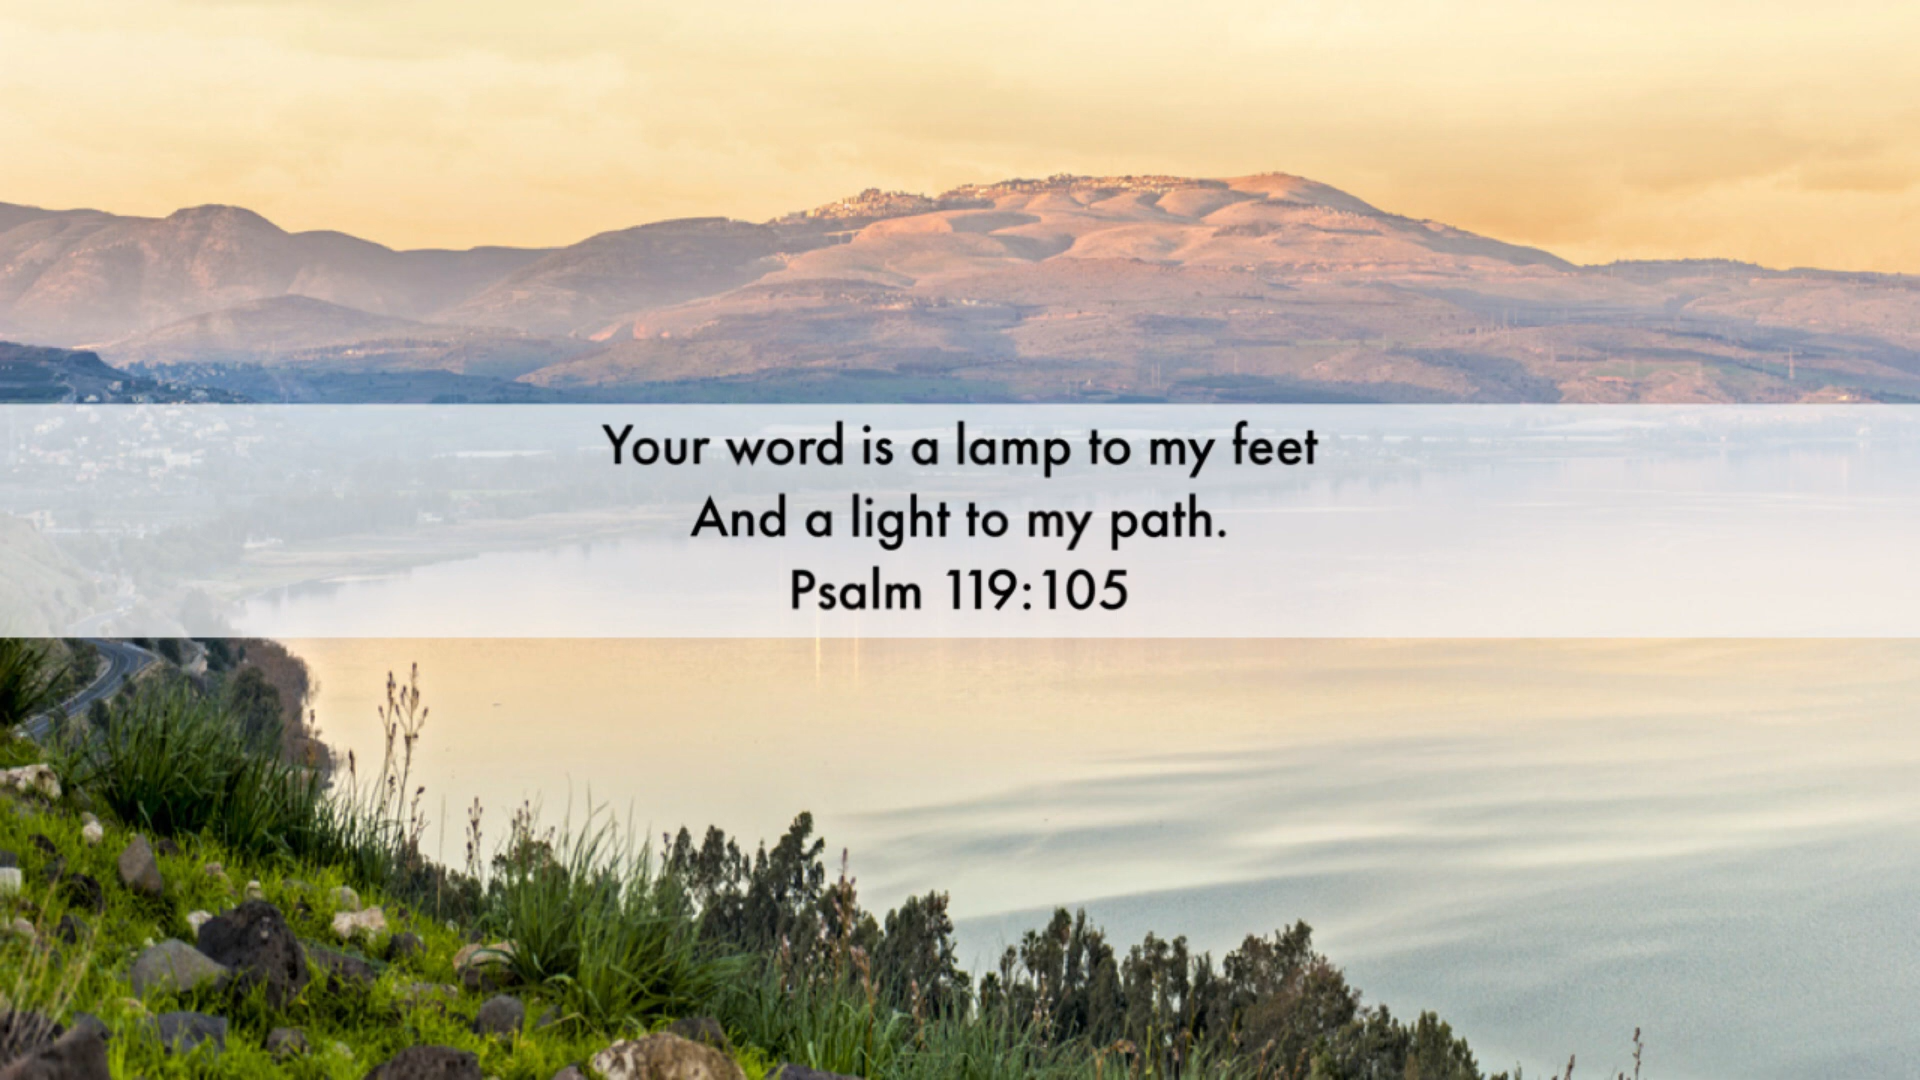 Your word is a lamp to my feet
And a light to my path.
Psalm 119:105